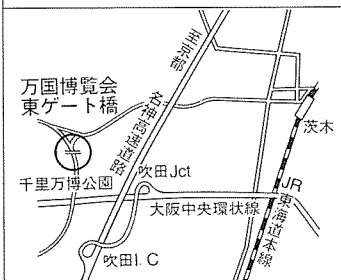 至京都
名神高速道路
万国博覧会
東ゲート橋
茨木
千里万博公園
吹田Jct
大阪中央環状線
JR東海道本線
吹田I.C